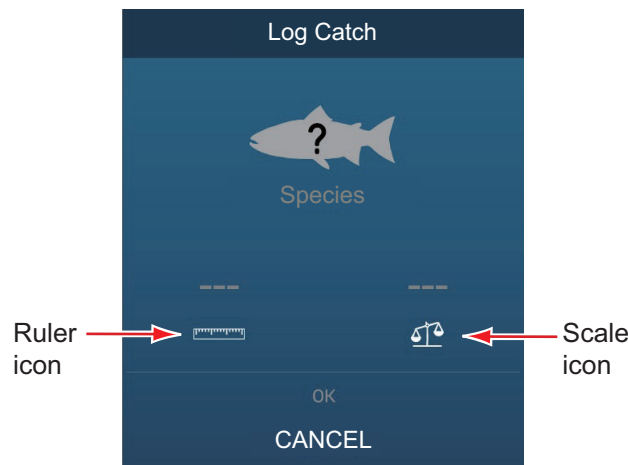 Log Catch
?
Species
--- ---
Ruler
icon
Scale
icon
OK
CANCEL